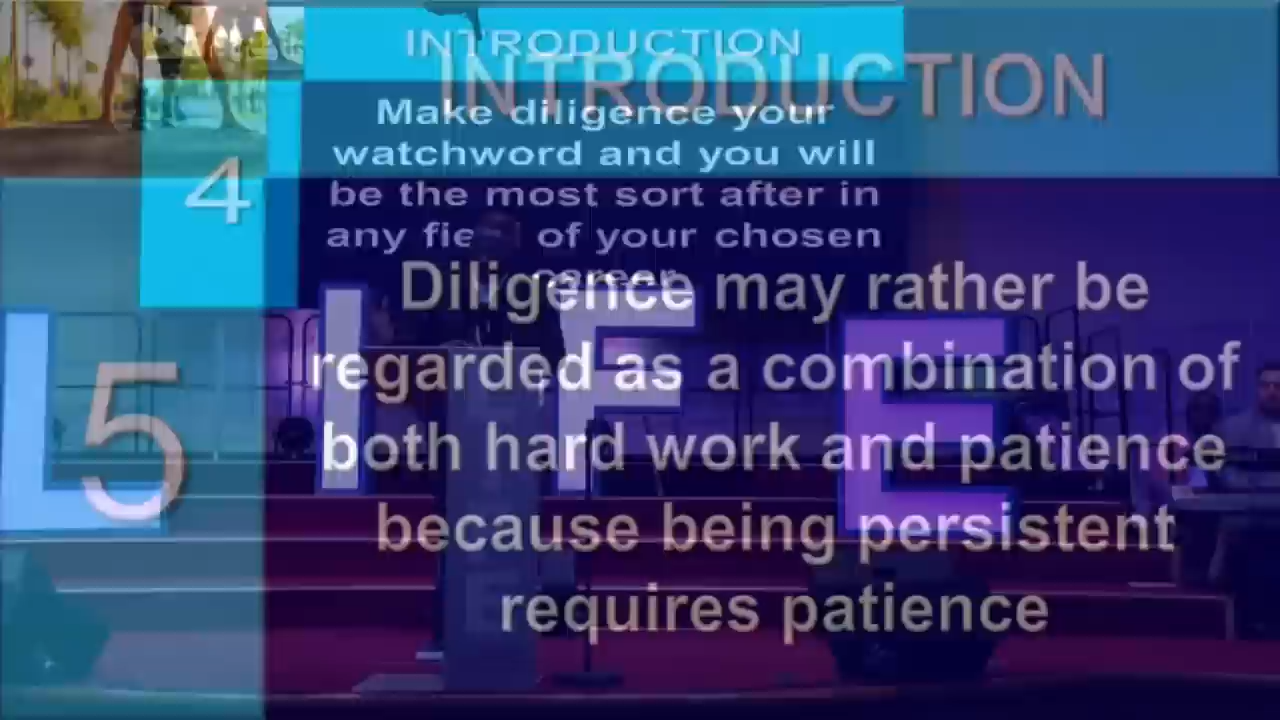 INTRODUCTION
Make diligence your
watchword and you will
be the most sort after in
any of your chosen
career
4
INTRODUCTION
Diligence may rather be
regarded as a combination of
both hard work and patience
because being persistent
requires patience
5
LIFE